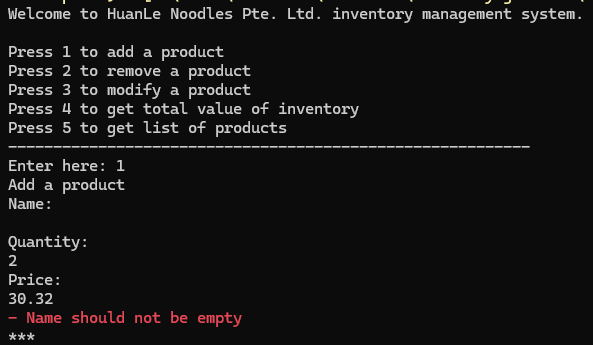 Welcome to HuanLe Noodles Pte. Ltd. inventory management system.
Press 1 to add a product
Press 2 to remove a product
Press 3 to modify a product
Press 4 to get total value of inventory
Press 5 to get list of products
----------------------------------------------------------
Enter here: 1
Add a product
Name:
Quantity:
2
Price:
30.32
- Name should not be empty
***